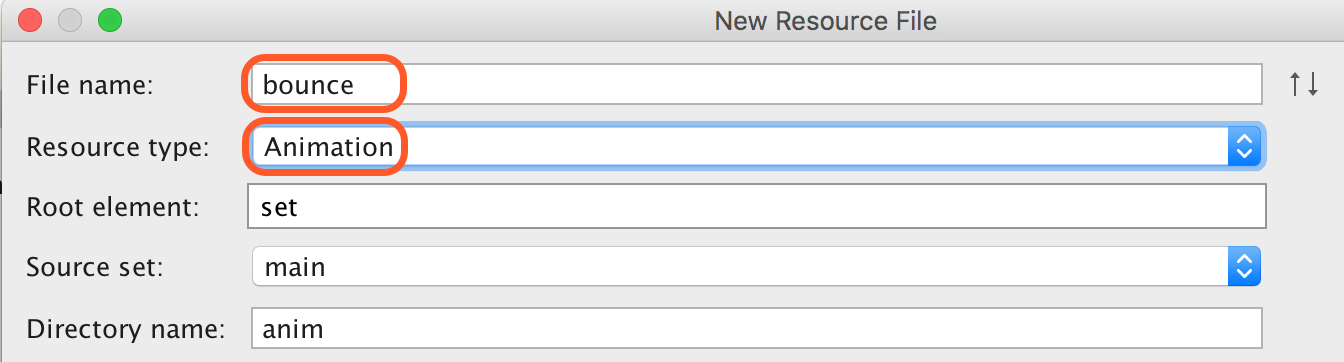 New Resource File
File name: bounce
Resource type: Animation
Root element: set
Source set: main
Directory name: anim